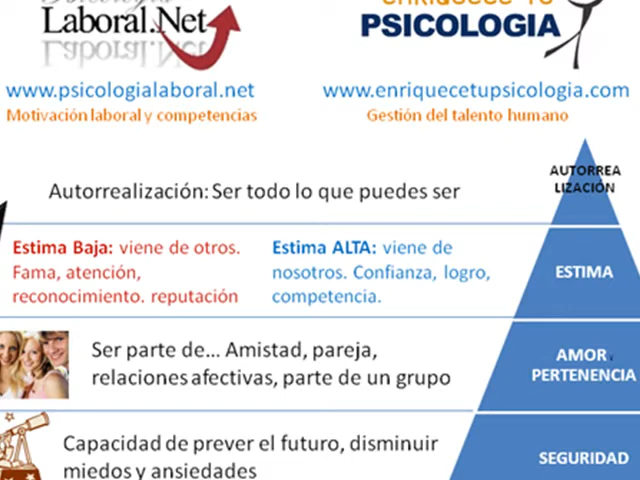 Laboral.Net
PSICOLOGIA
www.psicologialaboral.net
www.enriquecetupsicologia.com
Motivación laboral y competencias
Gestión del talento humano
Autorrealización: Ser todo lo que puedes ser
AUTORREA
LIZACIÓN
Estima Baja: viene de otros.
Fama, atención,
reconocimiento. reputación
Estima ALTA: viene de
nosotros. Confianza, logro,
competencia.
ESTIMA
Ser parte de... Amistad, pareja,
relaciones afectivas, parte de un grupo
AMOR
PERTENENCIA
Capacidad de prever el futuro, disminuir
miedos y ansiedades
SEGURIDAD